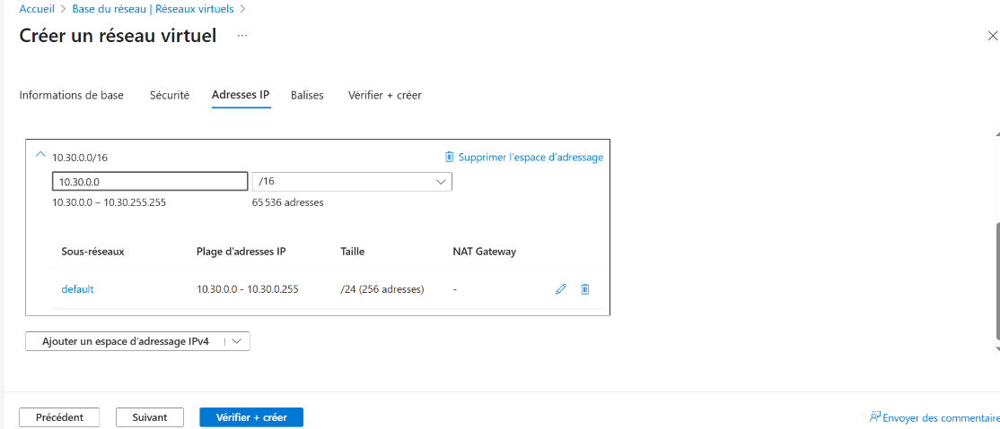 Accueil > Base du réseau | Réseaux virtuels >
Créer un réseau virtuel ...
Informations de base Sécurité Adresses IP Balises Vérifier + créer
10.30.0.0/16 Supprimer l'espace d'adressage
10.30.0.0 /16
10.30.0.0 – 10.30.255.255 65 536 adresses
Sous-réseaux Plage d'adresses IP Taille NAT Gateway
default 10.30.0.0 - 10.30.0.255 /24 (256 adresses) -
Ajouter un espace d'adressage IPv4
Précédent Suivant Vérifier + créer Envoyer des commentaire